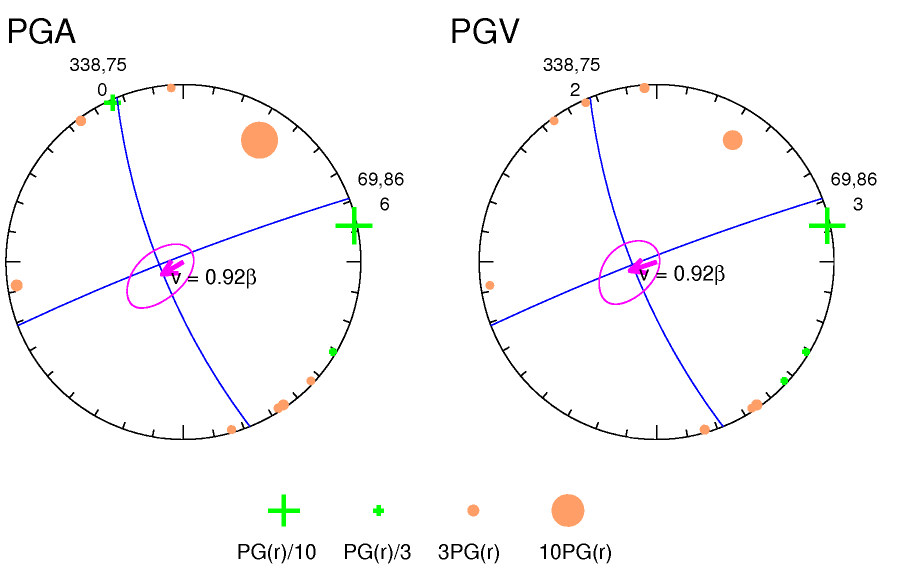 PGA
PGV
338,75
0
338,75
2
69,86
6
69,86
3
v = 0.92β
v = 0.92β
PG(r)/10 PG(r)/3 3PG(r) 10PG(r)